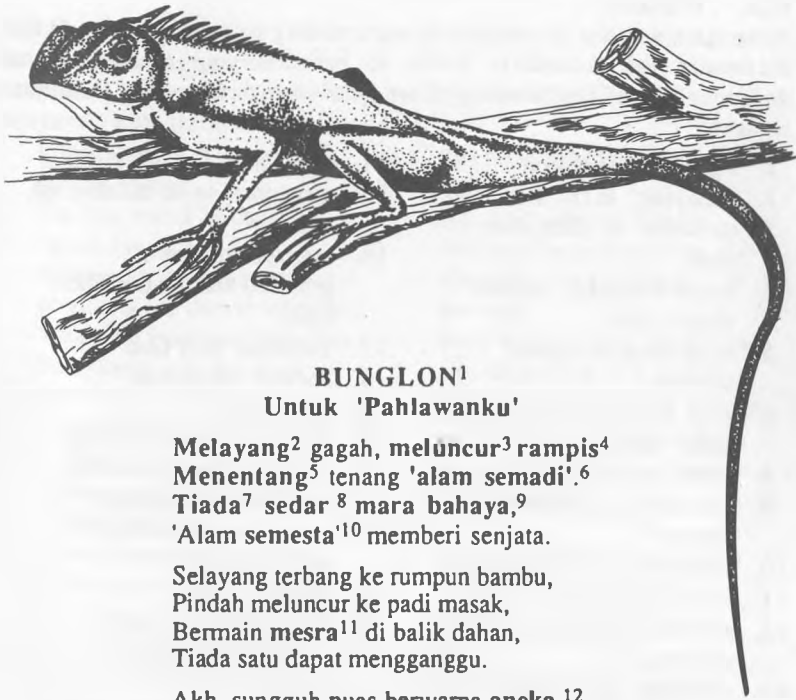 BUNGLON¹
Untuk 'Pahlawanku'
Melayang² gagah, meluncur³ rampis⁴
Menentang⁵ tenang 'alam semadi'.⁶
Tiada⁷ sedar ⁸ mara bahaya,⁹
'Alam semesta'¹⁰ memberi senjata.
Selayang terbang ke rumpun bambu,
Pindah meluncur ke padi masak,
Bermain mesra¹¹ di balik dahan,
Tiada satu dapat mengganggu.
Akh, sungguh puas berwarna aneka,¹²